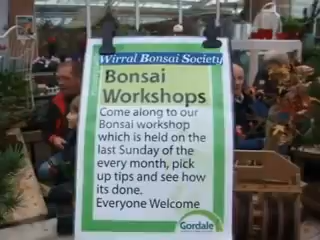 Wirral Bonsai Society
Bonsai
Workshops
Come along to our
Bonsai workshop
which is held on the
last Sunday of the
every month, pick
up tips and see how
its done.
Everyone Welcome
Gordale